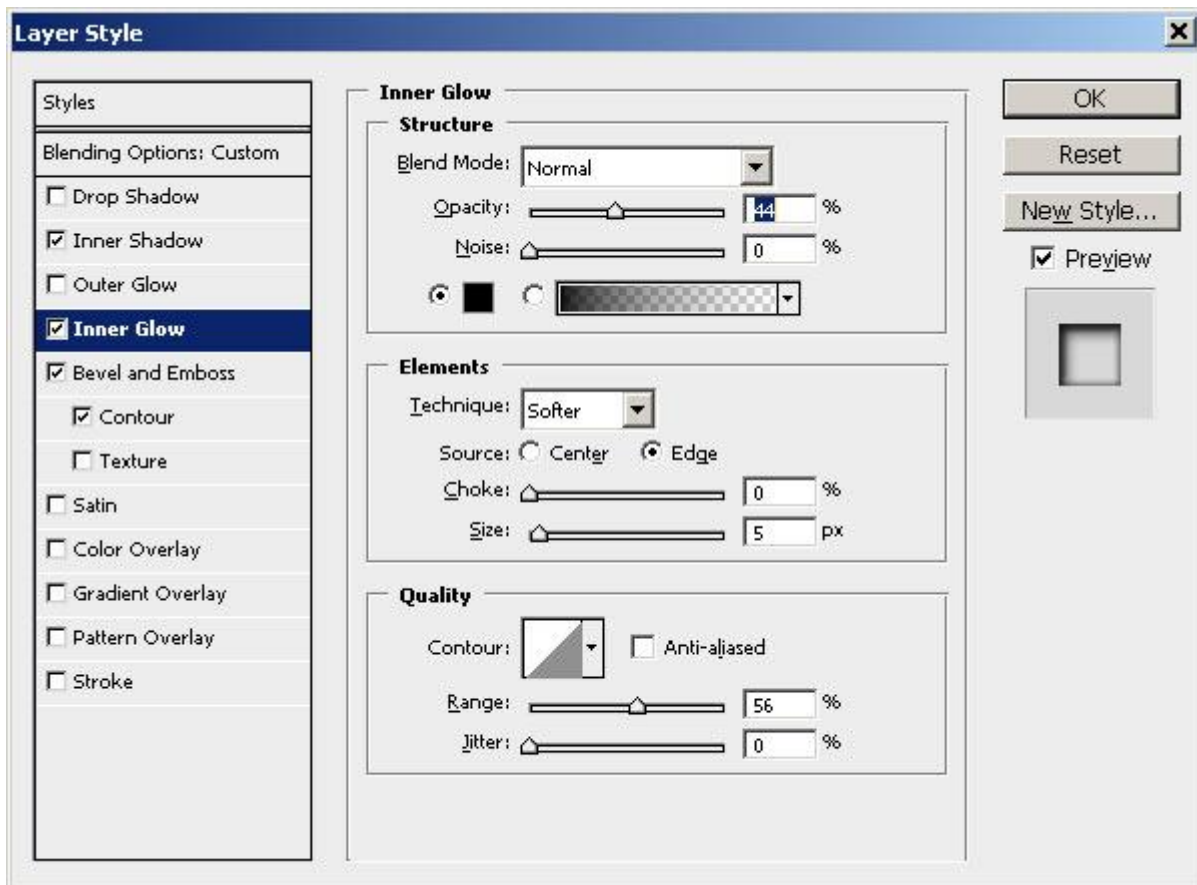 Layer Style
Styles
Blending Options: Custom
Drop Shadow
Inner Shadow
Outer Glow
Inner Glow
Bevel and Emboss
Contour
Texture
Satin
Color Overlay
Gradient Overlay
Pattern Overlay
Stroke
Inner Glow
Structure
Blend Mode: Normal
Opacity: 44 %
Noise: 0 %
Elements
Technique: Softer
Source: Center Edge
Choke: 0 %
Size: 5 px
Quality
Contour: Anti-aliased
Range: 56 %
Jitter: 0 %
OK
Reset
New Style...
Preview